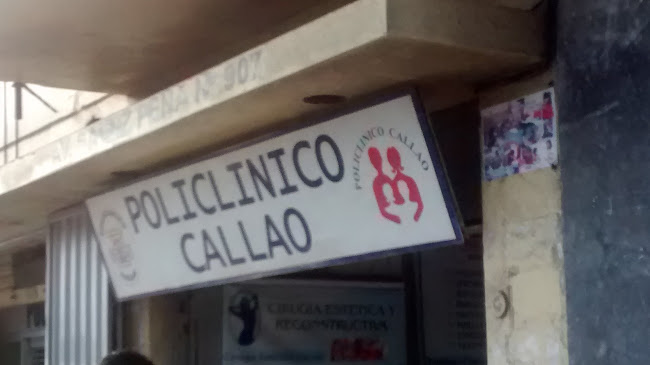 PEÑA Nº 907
POLICLINICO
CALLAO
POLICLINICO CALLAO
CIRUGIA ESTETICA Y
RECONSTRUCTIVA